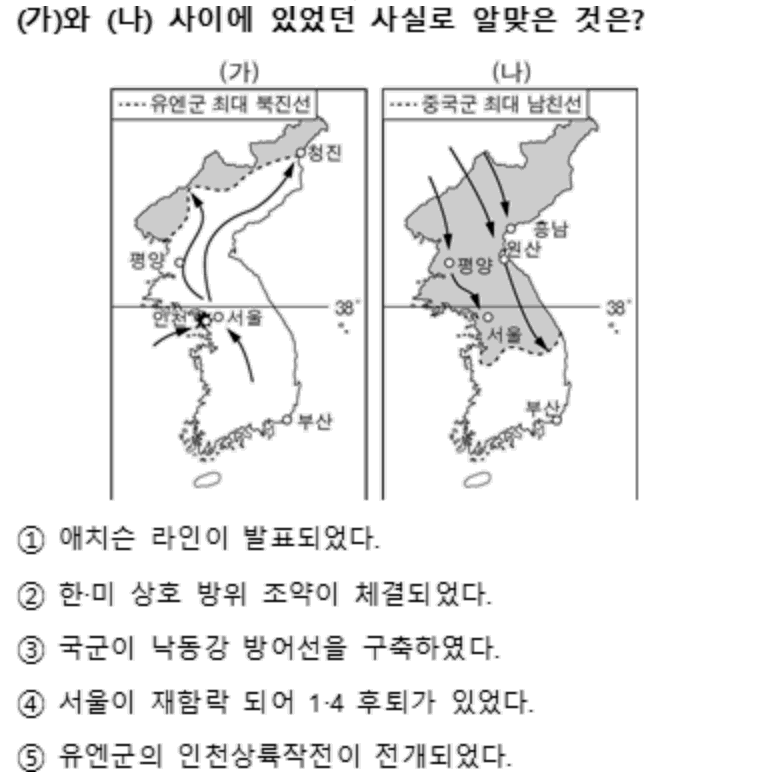 (가)와 (나) 사이에 있었던 사실로 알맞은 것은?
(가)
유엔군 최대 북진선
청진
평양
38°
인천
서울
부산
(나)
중국군 최대 남친선
흥남
원산
평양
38°
서울
부산
① 애치슨 라인이 발표되었다.
② 한·미 상호 방위 조약이 체결되었다.
③ 국군이 낙동강 방어선을 구축하였다.
④ 서울이 재함락 되어 1·4 후퇴가 있었다.
⑤ 유엔군의 인천상륙작전이 전개되었다.